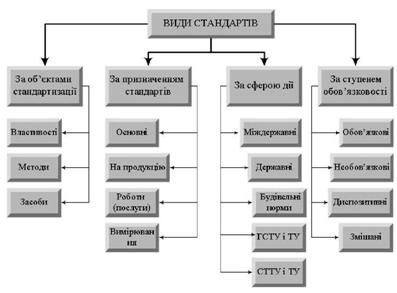 ВИДИ СТАНДАРТІВ
За об’єктами
стандартизації
За призначенням
стандартів
За сферою дії
За ступенем
обов’язковості
Властивості
Методи
Засоби
Основні
На продукцію
Роботи
(послуги)
Вимірюван
ня
Міждержавні
Державні
Будівельні
норми
ГСТУ і ТУ
СТТУ і ТУ
Обов’язкові
Необов’язкові
Диспозитивні
Змішані